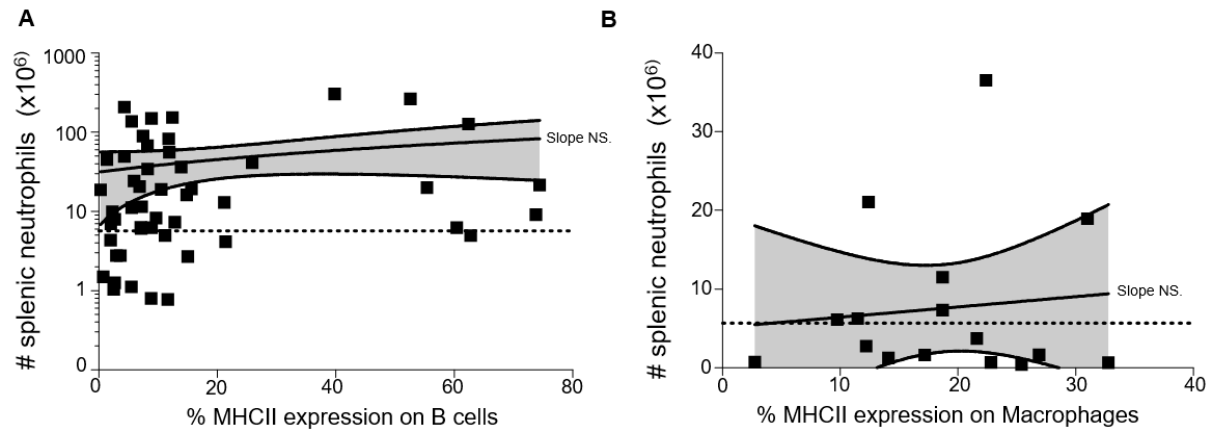 A
# splenic neutrophils (x10⁶)
1000
100
10
1
0
0
20
40
60
80
Slope NS.
% MHCII expression on B cells
B
# splenic neutrophils (x10⁶)
40
30
20
10
0
0
10
20
30
40
Slope NS.
% MHCII expression on Macrophages